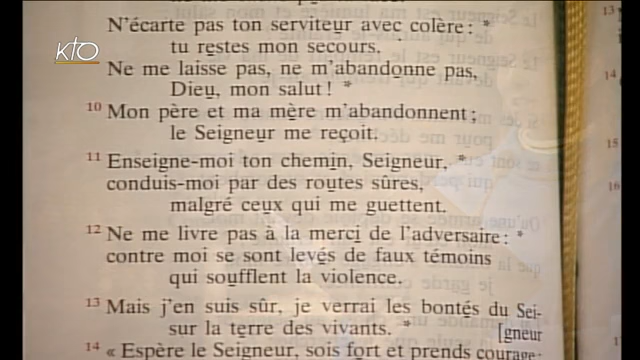 N'écarte pas ton serviteur avec colère : *
tu restes mon secours.
Ne me laisse pas, ne m'abandonne pas,
Dieu, mon salut ! *
10 Mon père et ma mère m'abandonnent ;
le Seigneur me reçoit.
11 Enseigne-moi ton chemin, Seigneur, *
conduis-moi par des routes sûres,
malgré ceux qui me guettent.
12 Ne me livre pas à la merci de l'adversaire : *
contre moi se sont levés de faux témoins
qui soufflent la violence.
13 Mais j'en suis sûr, je verrai les bontés du Sei-
sur la terre des vivants. * [gneur
14 « Espère le Seigneur, sois fort et prends courage
KTO
13
14
15
16